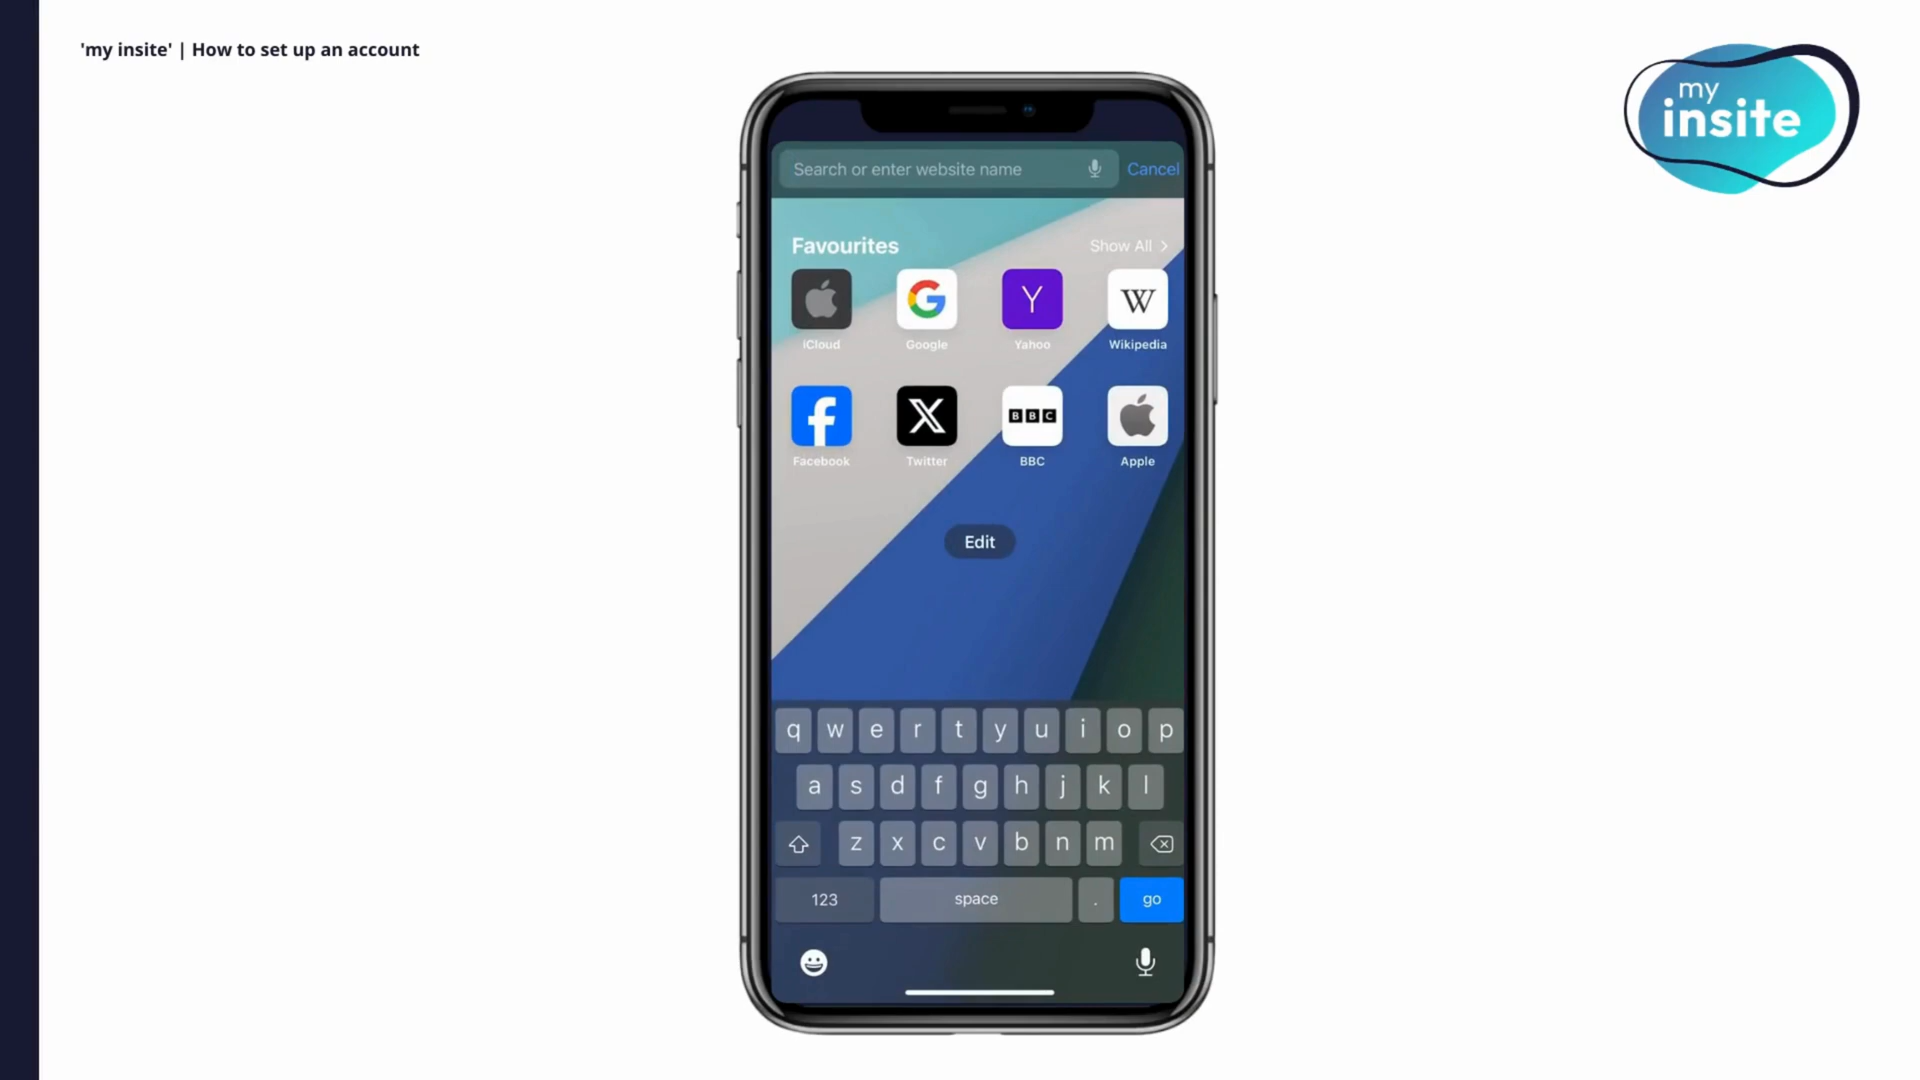 'my insite' | How to set up an account
my
insite
Search or enter website name
Cancel
Favourites
Show All
Y
W
iCloud
Google
Yahoo
Wikipedia
BBC
Facebook
Twitter
BBC
Apple
Edit
q w e r t y u i o p
a s d f g h j k l
z x c v b n m
123 space . go